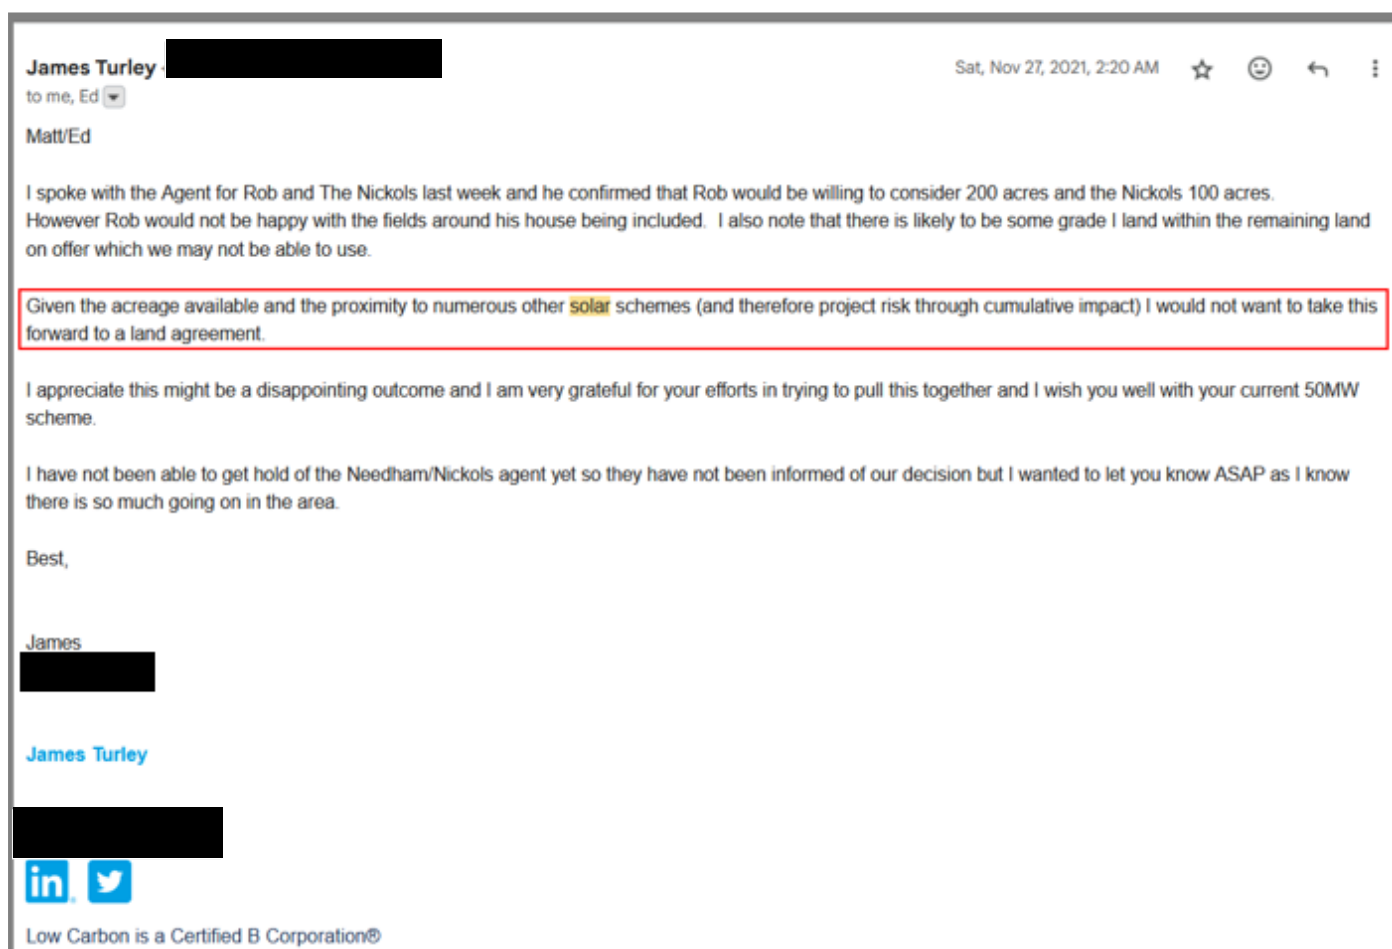 James Turley
Sat, Nov 27, 2021, 2:20 AM
to me, Ed
Matt/Ed
I spoke with the Agent for Rob and The Nickols last week and he confirmed that Rob would be willing to consider 200 acres and the Nickols 100 acres.
However Rob would not be happy with the fields around his house being included.  I also note that there is likely to be some grade I land within the remaining land
on offer which we may not be able to use.
Given the acreage available and the proximity to numerous other solar schemes (and therefore project risk through cumulative impact) I would not want to take this
forward to a land agreement.
I appreciate this might be a disappointing outcome and I am very grateful for your efforts in trying to pull this together and I wish you well with your current 50MW
scheme.
I have not been able to get hold of the Needham/Nickols agent yet so they have not been informed of our decision but I wanted to let you know ASAP as I know
there is so much going on in the area.
Best,
James
James Turley
in
Low Carbon is a Certified B Corporation®